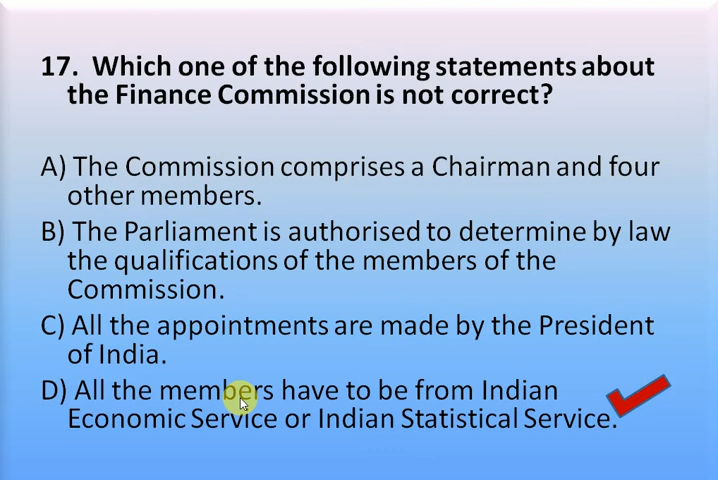 17. Which one of the following statements about
the Finance Commission is not correct?
A) The Commission comprises a Chairman and four
other members.
B) The Parliament is authorised to determine by law
the qualifications of the members of the
Commission.
C) All the appointments are made by the President
of India.
D) All the members have to be from Indian
Economic Service or Indian Statistical Service.